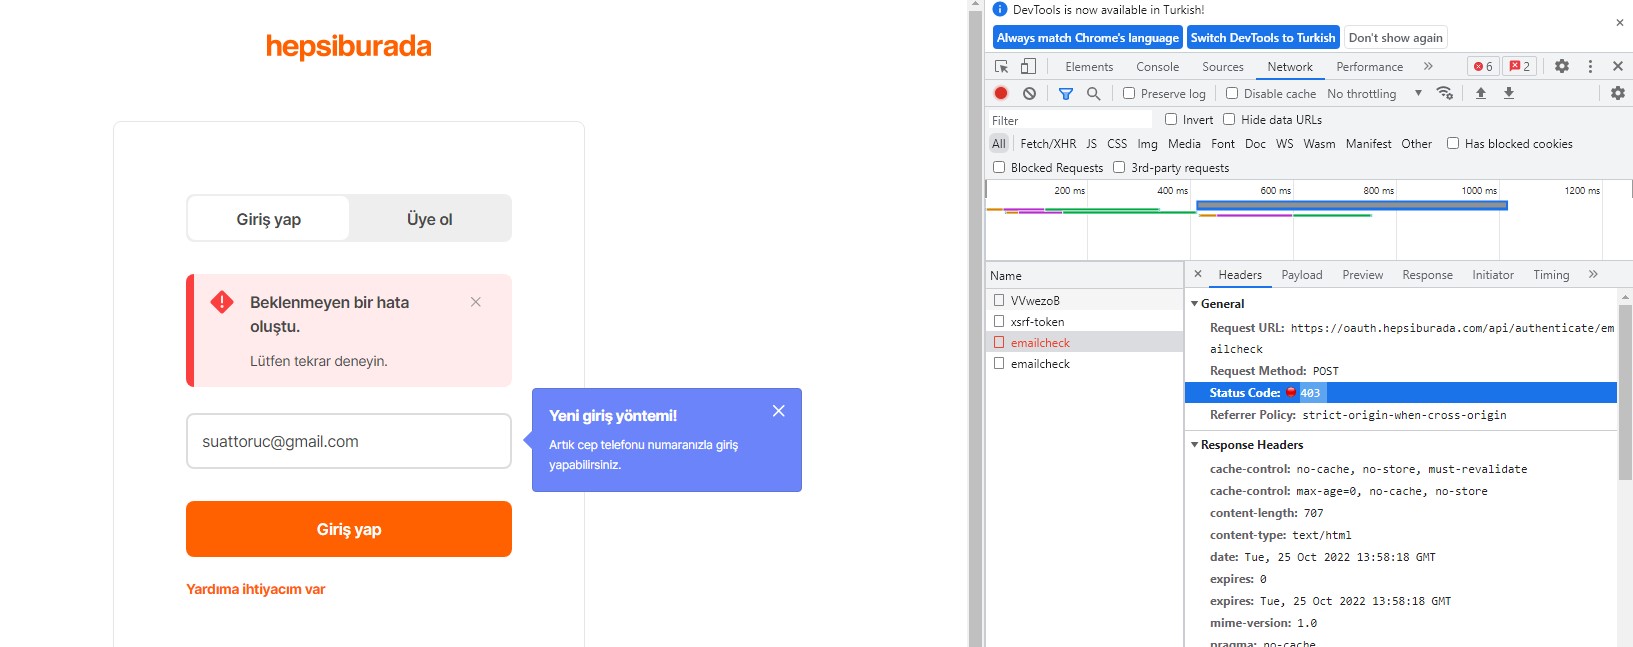 hepsiburada
Giriş yap
Üye ol
Beklenmeyen bir hata
oluştu.
Lütfen tekrar deneyin.
suattoruc@gmail.com
Yeni giriş yöntemi!
Artık cep telefonu numaranızla giriş
yapabilirsiniz.
Giriş yap
Yardıma ihtiyacım var
DevTools is now available in Turkish!
Always match Chrome's language Switch DevTools to Turkish Don't show again
Elements Console Sources Network Performance » 6 2
Preserve log Disable cache No throttling
Filter Invert Hide data URLs
All Fetch/XHR JS CSS Img Media Font Doc WS Wasm Manifest Other Has blocked cookies
Blocked Requests 3rd-party requests
200 ms 400 ms 600 ms 800 ms 1000 ms 1200 ms
Name
VVwezoB
xsrf-token
emailcheck
emailcheck
Headers Payload Preview Response Initiator Timing »
General
Request URL: https://oauth.hepsiburada.com/api/authenticate/em
ailcheck
Request Method: POST
Status Code: 403
Referrer Policy: strict-origin-when-cross-origin
Response Headers
cache-control: no-cache, no-store, must-revalidate
cache-control: max-age=0, no-cache, no-store
content-length: 707
content-type: text/html
date: Tue, 25 Oct 2022 13:58:18 GMT
expires: 0
expires: Tue, 25 Oct 2022 13:58:18 GMT
mime-version: 1.0
pragma: no-cache